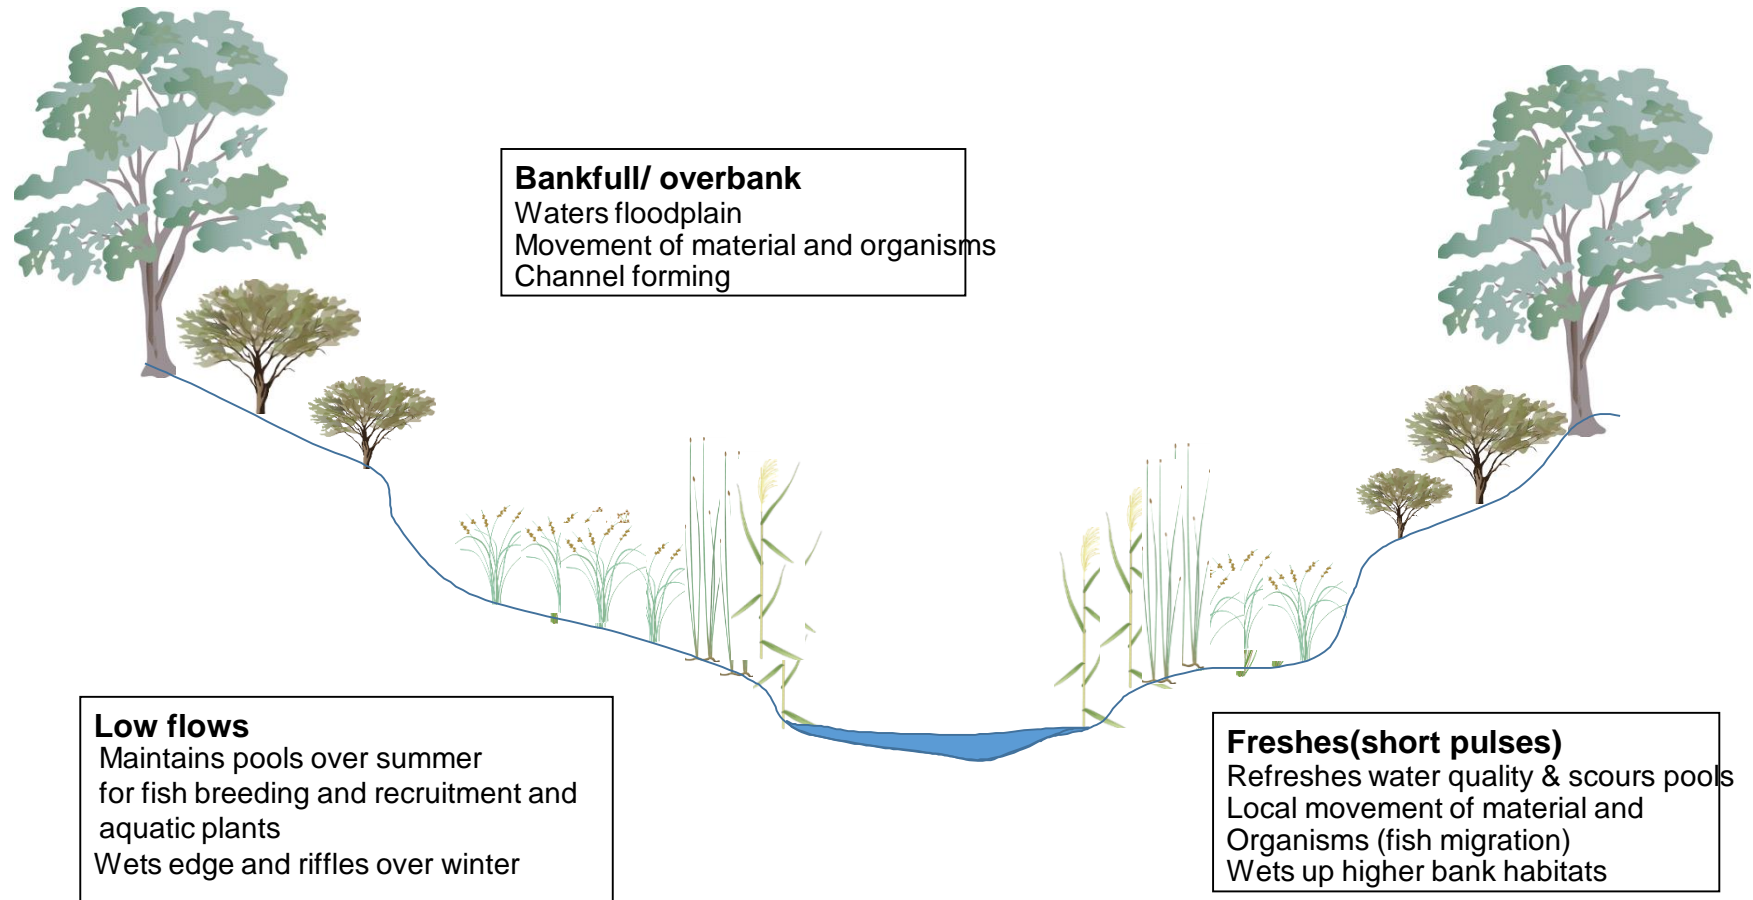 Bankfull/ overbank
Waters floodplain
Movement of material and organisms
Channel forming
Low flows
Maintains pools over summer
for fish breeding and recruitment and
aquatic plants
Wets edge and riffles over winter
Freshes(short pulses)
Refreshes water quality & scours pools
Local movement of material and
Organisms (fish migration)
Wets up higher bank habitats